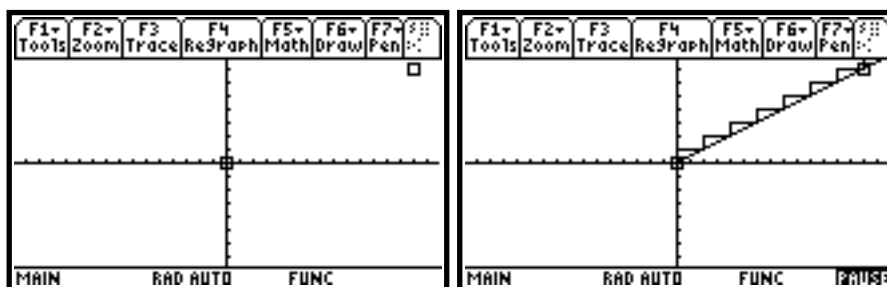 F1▾ F2▾ F3 F4 F5▾ F6▾ F7▾
Tools Zoom Trace Regraph Math Draw Pen
MAIN RAD AUTO FUNC
F1▾ F2▾ F3 F4 F5▾ F6▾ F7▾
Tools Zoom Trace Regraph Math Draw Pen
MAIN RAD AUTO FUNC PAUSE